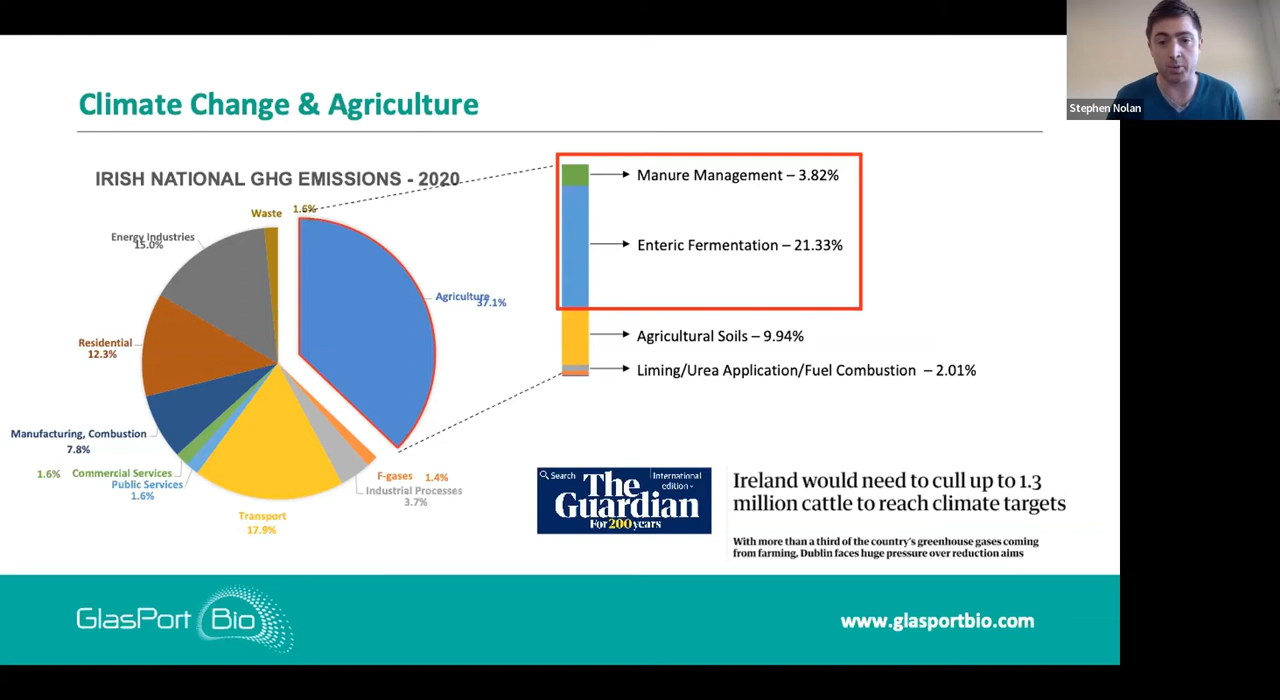 Stephen Nolan
Climate Change & Agriculture
IRISH NATIONAL GHG EMISSIONS - 2020
Waste
1.6%
Energy Industries
15.0%
Agriculture
37.1%
Residential
12.3%
Manufacturing, Combustion
7.8%
1.6%
Commercial Services
Public Services
1.6%
Transport
17.9%
F-gases
1.4%
Industrial Processes
3.7%
Manure Management – 3.82%
Enteric Fermentation – 21.33%
Agricultural Soils – 9.94%
Liming/Urea Application/Fuel Combustion – 2.01%
Search
International
edition
The
Guardian
For 200 years
Ireland would need to cull up to 1.3
million cattle to reach climate targets
With more than a third of the country's greenhouse gases coming
from farming, Dublin faces huge pressure over reduction aims
GlasPort Bio
www.glasportbio.com